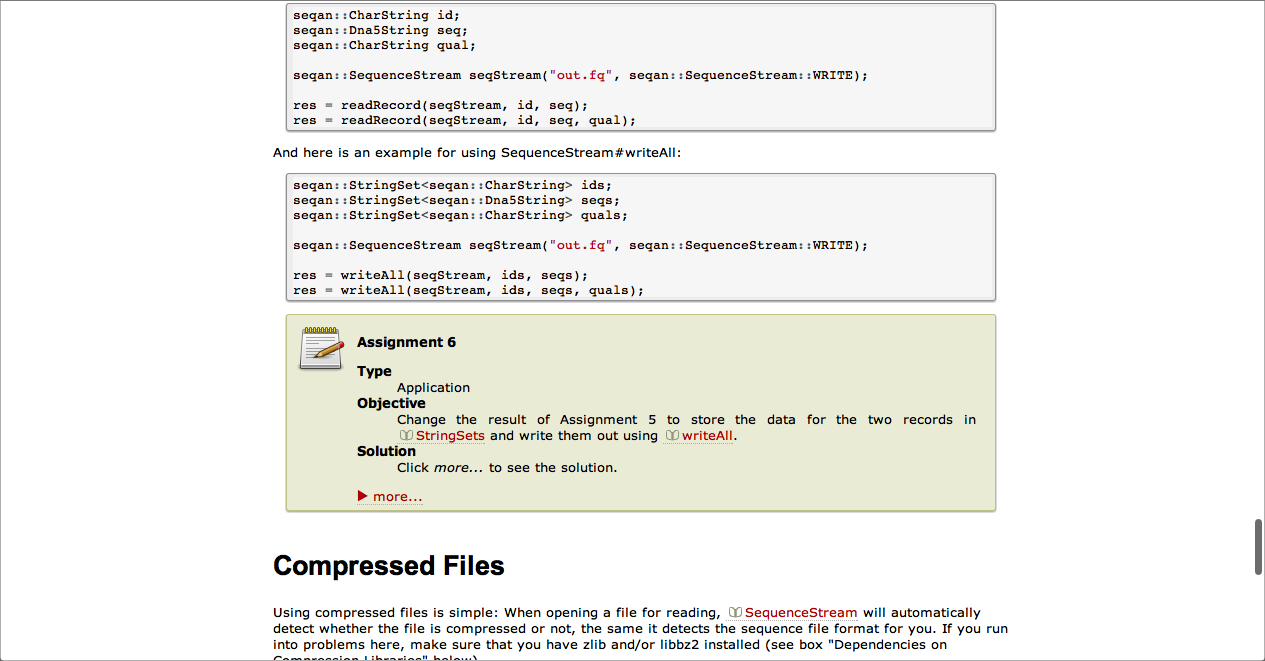 seqan::CharString id;
seqan::Dna5String seq;
seqan::CharString qual;
seqan::SequenceStream seqStream("out.fq", seqan::SequenceStream::WRITE);
res = readRecord(seqStream, id, seq);
res = readRecord(seqStream, id, seq, qual);
And here is an example for using SequenceStream#writeAll:
seqan::StringSet<seqan::CharString> ids;
seqan::StringSet<seqan::Dna5String> seqs;
seqan::StringSet<seqan::CharString> quals;
seqan::SequenceStream seqStream("out.fq", seqan::SequenceStream::WRITE);
res = writeAll(seqStream, ids, seqs);
res = writeAll(seqStream, ids, seqs, quals);
Assignment 6
Type
Application
Objective
Change the result of Assignment 5 to store the data for the two records in
StringSets and write them out using writeAll.
Solution
Click more... to see the solution.
more...
Compressed Files
Using compressed files is simple: When opening a file for reading, SequenceStream will automatically
detect whether the file is compressed or not, the same it detects the sequence file format for you. If you run
into problems here, make sure that you have zlib and/or libbz2 installed (see box "Dependencies on
Compression Libraries" below)